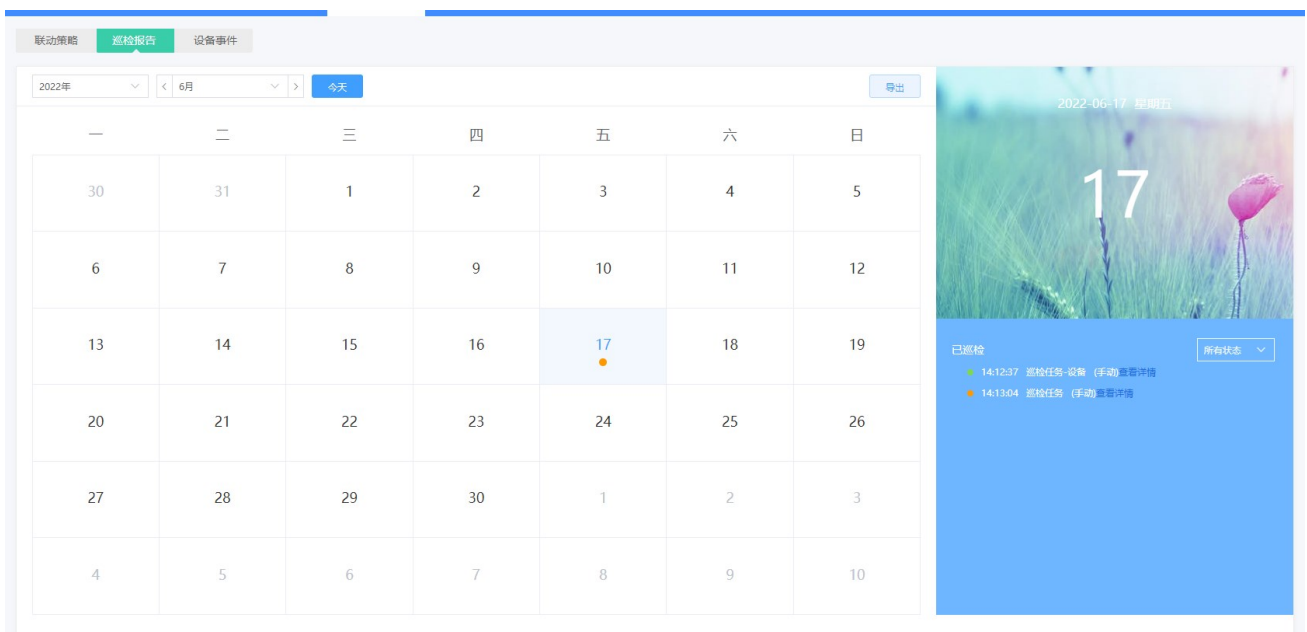 联动策略 巡检报告 设备事件
2022年 < 6月 > 今天 导出
一 二 三 四 五 六 日
30 31 1 2 3 4 5
6 7 8 9 10 11 12
13 14 15 16 17 18 19
20 21 22 23 24 25 26
27 28 29 30 1 2 3
4 5 6 7 8 9 10
2022-06-17 星期五
17
已巡检 所有状态
14:12:37 巡检任务-设备 (手动)查看详情
14:13:04 巡检任务 (手动)查看详情